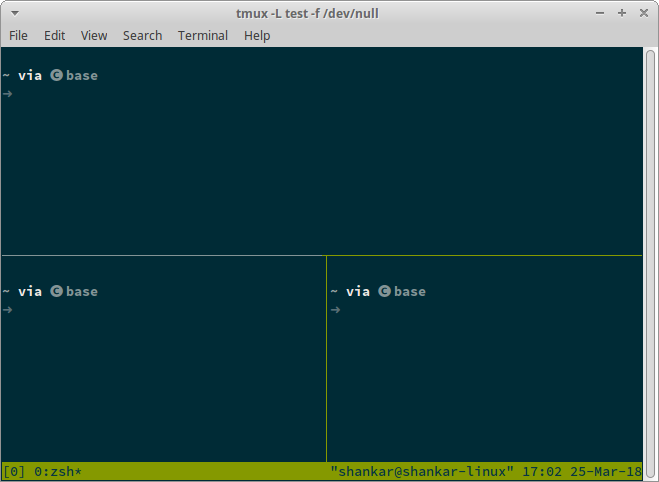 tmux -L test -f /dev/null
File Edit View Search Terminal Help
~ via 🅒 base
➜
~ via 🅒 base
➜
~ via 🅒 base
➜
[0] 0:zsh* "shankar@shankar-linux" 17:02 25-Mar-18